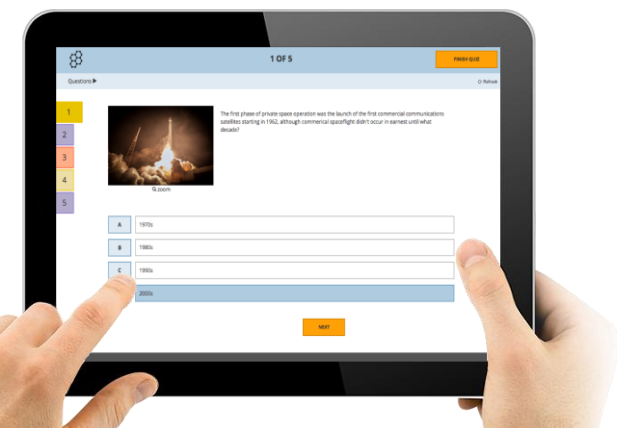 1 OF 5
FINISH QUIZ
Questions
Refresh
1
2
3
4
5
The first phase of private space operation was the launch of the first commercial communications
satellites starting in 1962, although commerical spaceflight didn't occur in earnest until what
decade?
zoom
A 1970s
B 1980s
C 1990s
2000s
NEXT